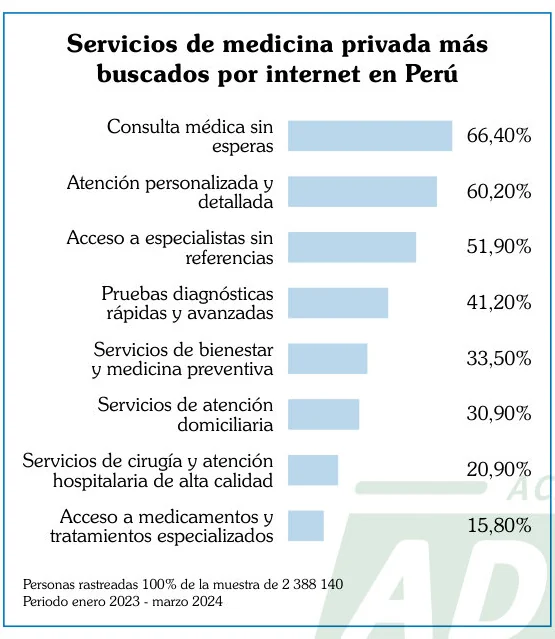 Servicios de medicina privada más
buscados por internet en Perú
Consulta médica sin
esperas
66,40%
Atención personalizada y
detallada
60,20%
Acceso a especialistas sin
referencias
51,90%
Pruebas diagnósticas
rápidas y avanzadas
41,20%
Servicios de bienestar
y medicina preventiva
33,50%
Servicios de atención
domiciliaria
30,90%
Servicios de cirugía y atención
hospitalaria de alta calidad
20,90%
Acceso a medicamentos y
tratamientos especializados
15,80%
Personas rastreadas 100% de la muestra de 2 388 140
Periodo enero 2023 - marzo 2024
AC
AD